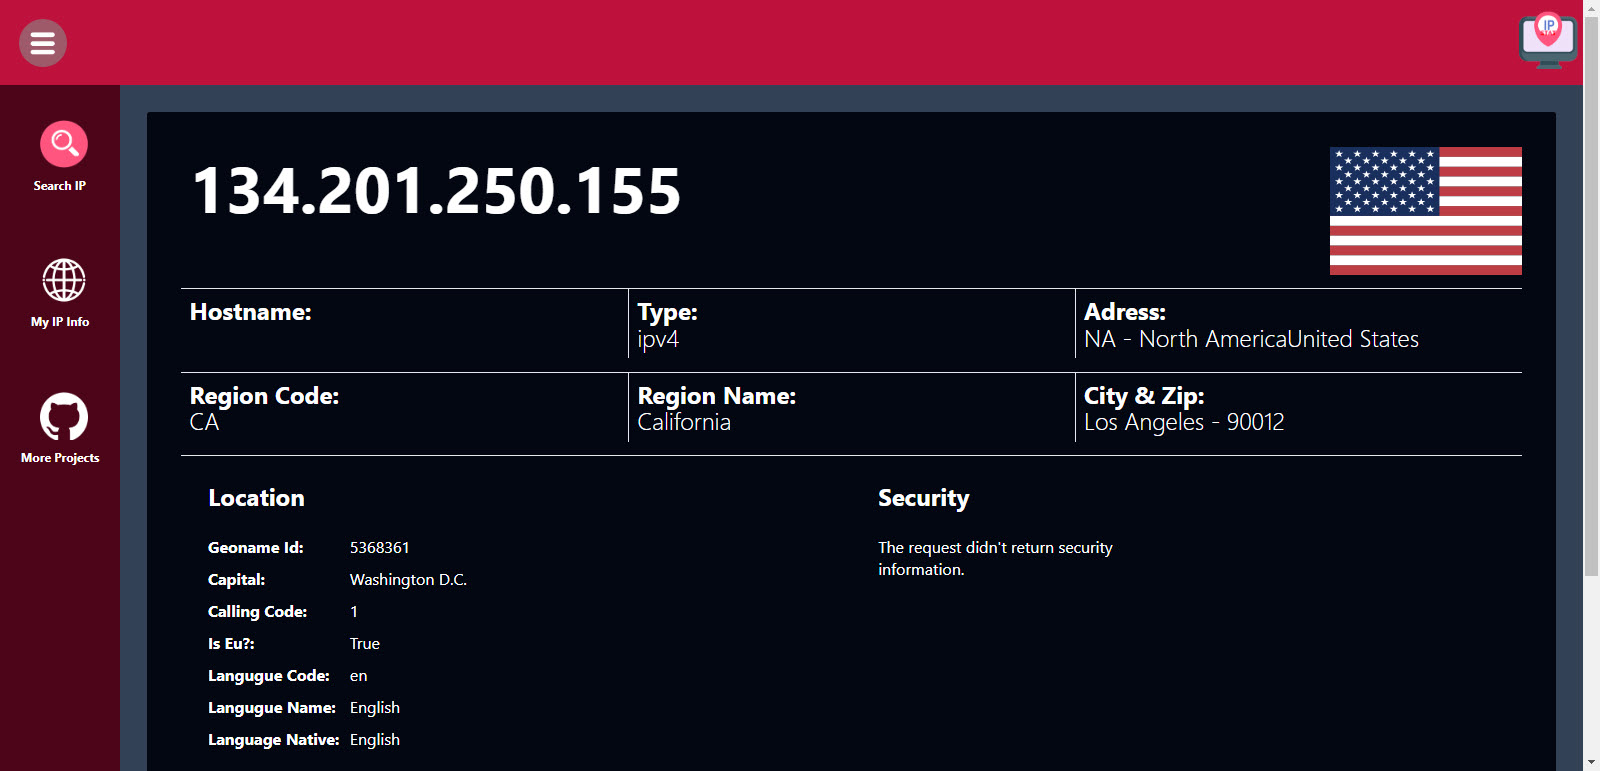 IP
134.201.250.155
Search IP
My IP Info
More Projects
Hostname:
Type:
ipv4
Adress:
NA - North AmericaUnited States
Region Code:
CA
Region Name:
California
City & Zip:
Los Angeles - 90012
Location
Geoname Id: 5368361
Capital: Washington D.C.
Calling Code: 1
Is Eu?: True
Langugue Code: en
Langugue Name: English
Language Native: English
Security
The request didn't return security
information.